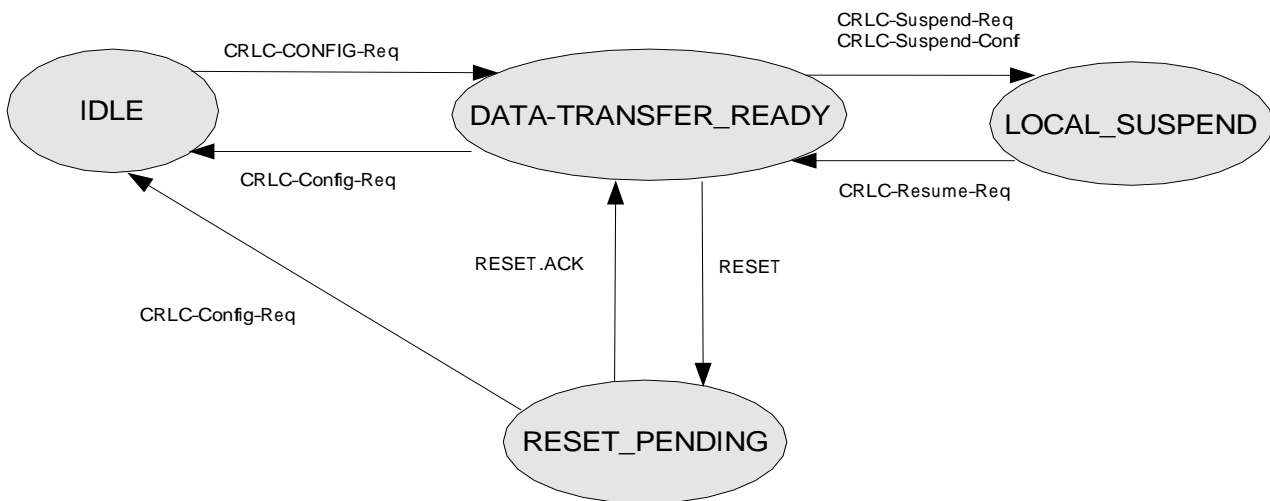 CRLC-Suspend-Req
CRLC-Suspend-Conf
CRLC-CONFIG-Req
IDLE
DATA-TRANSFER_READY
LOCAL_SUSPEND
CRLC-Config-Req
CRLC-Resume-Req
RESET.ACK
RESET
CRLC-Config-Req
RESET_PENDING